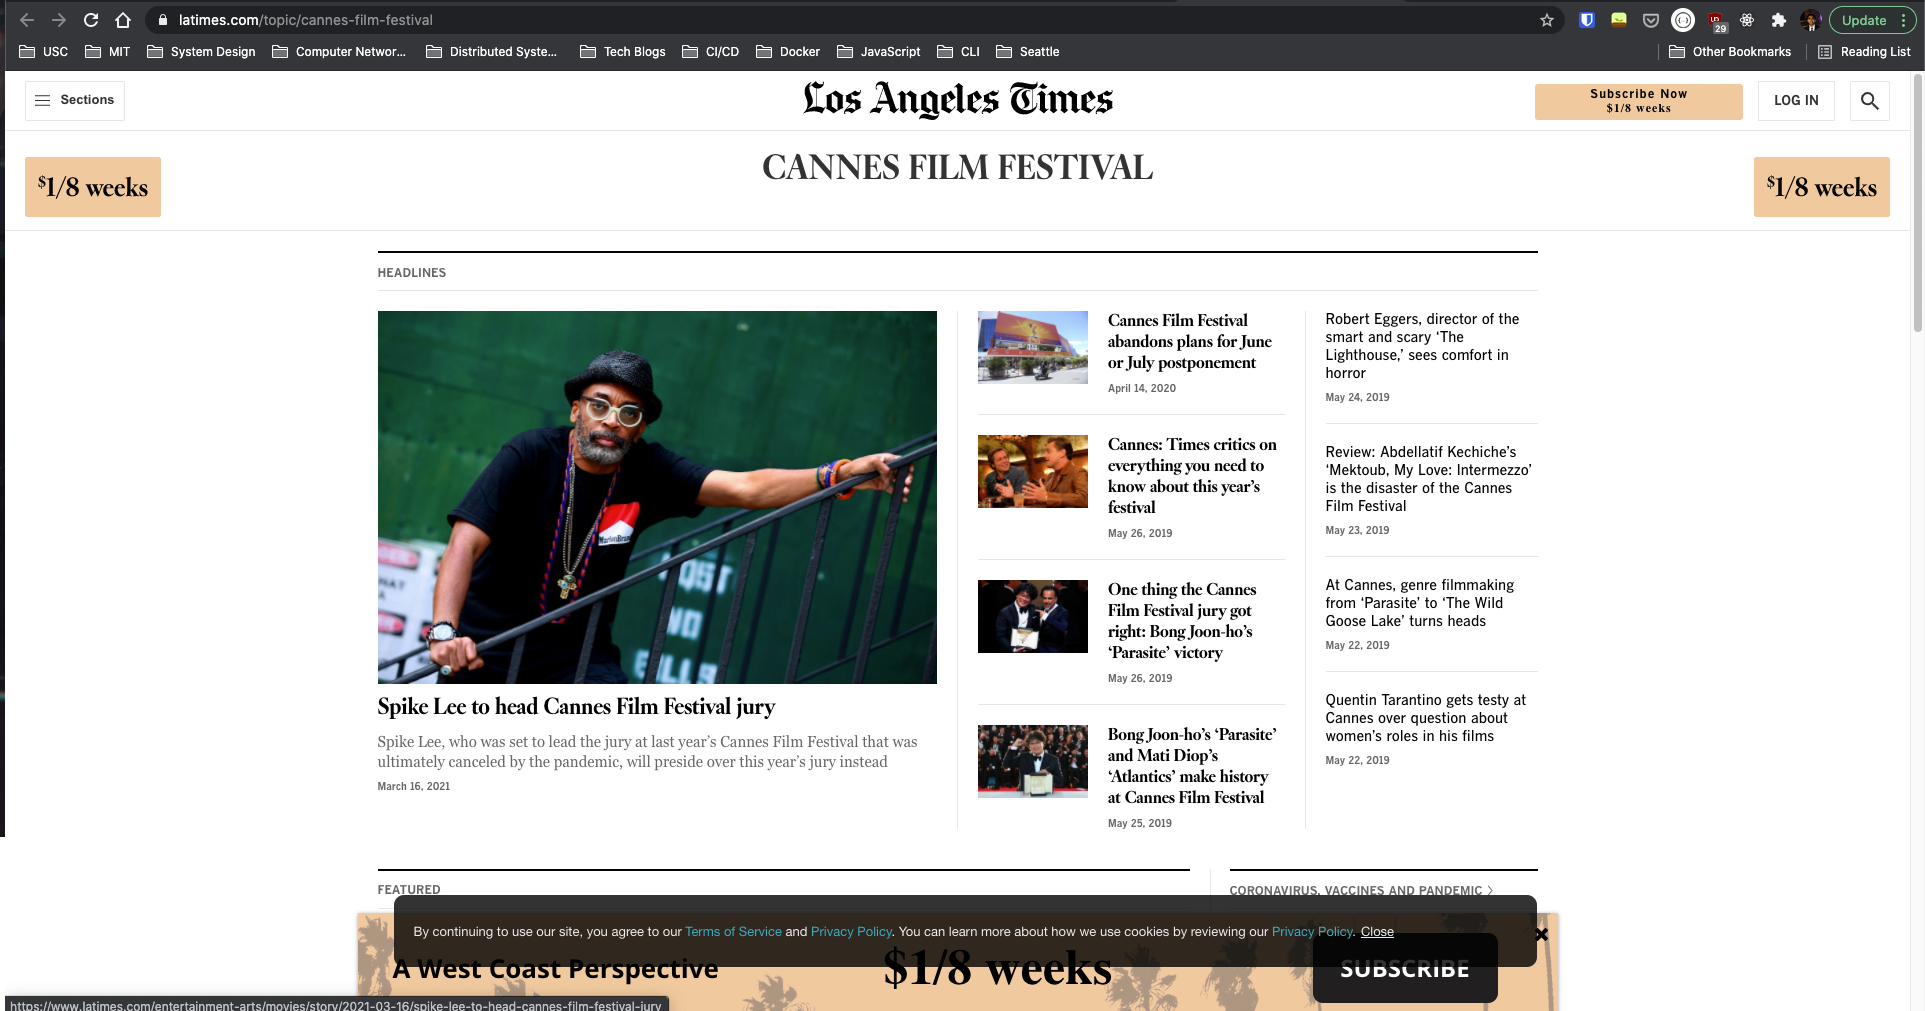 latimes.com/topic/cannes-film-festival
29
Update
USC
MIT
System Design
Computer Networ...
Distributed Syste...
Tech Blogs
CI/CD
Docker
JavaScript
CLI
Seattle
Other Bookmarks
Reading List
Sections
Los Angeles Times
Subscribe Now
$1/8 weeks
LOG IN
$1/8 weeks
CANNES FILM FESTIVAL
$1/8 weeks
HEADLINES
Spike Lee to head Cannes Film Festival jury
Spike Lee, who was set to lead the jury at last year’s Cannes Film Festival that was
ultimately canceled by the pandemic, will preside over this year’s jury instead
March 16, 2021
Cannes Film Festival
abandons plans for June
or July postponement
April 14, 2020
Cannes: Times critics on
everything you need to
know about this year’s
festival
May 26, 2019
One thing the Cannes
Film Festival jury got
right: Bong Joon-ho’s
‘Parasite’ victory
May 26, 2019
Bong Joon-ho’s ‘Parasite’
and Mati Diop’s
‘Atlantics’ make history
at Cannes Film Festival
May 25, 2019
Robert Eggers, director of the
smart and scary ‘The
Lighthouse,’ sees comfort in
horror
May 24, 2019
Review: Abdellatif Kechiche’s
‘Mektoub, My Love: Intermezzo’
is the disaster of the Cannes
Film Festival
May 23, 2019
At Cannes, genre filmmaking
from ‘Parasite’ to ‘The Wild
Goose Lake’ turns heads
May 22, 2019
Quentin Tarantino gets testy at
Cannes over question about
women’s roles in his films
May 22, 2019
FEATURED
CORONAVIRUS, VACCINES AND PANDEMIC >
By continuing to use our site, you agree to our Terms of Service and Privacy Policy. You can learn more about how we use cookies by reviewing our Privacy Policy. Close
A West Coast Perspective
$1/8 weeks
SUBSCRIBE
https://www.latimes.com/entertainment-arts/movies/story/2021-03-16/spike-lee-to-head-cannes-film-festival-jury